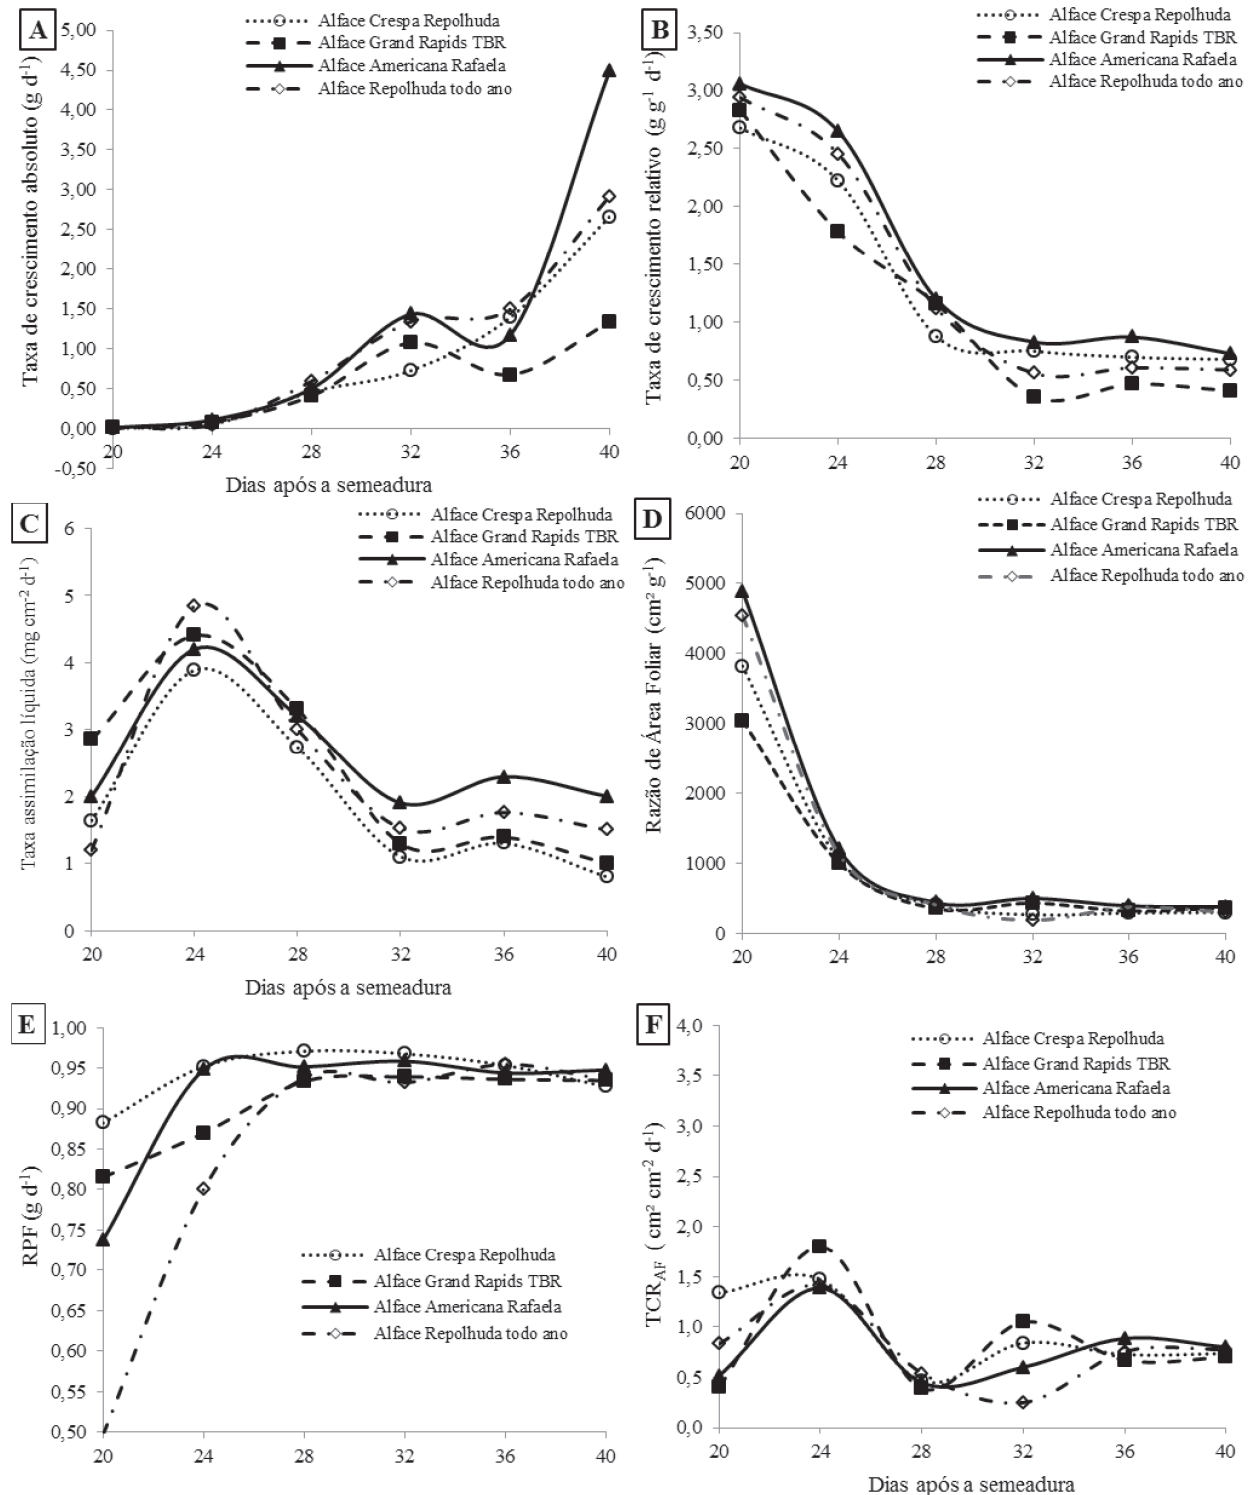 A
Taxa de crescimento absoluto (g d⁻¹)
5,00
4,50
4,00
3,50
3,00
2,50
2,00
1,50
1,00
0,50
0,00
-0,50
20 24 28 32 36 40
Dias após a semeadura
Alface Crespa Repolhuda
Alface Grand Rapids TBR
Alface Americana Rafaela
Alface Repolhuda todo ano
B
Taxa de crescimento relativo (g g⁻¹ d⁻¹)
3,50
3,00
2,50
2,00
1,50
1,00
0,50
0,00
20 24 28 32 36 40
Alface Crespa Repolhuda
Alface Grand Rapids TBR
Alface Americana Rafaela
Alface Repolhuda todo ano
C
Taxa assimilação líquida (mg cm⁻² d⁻¹)
6
5
4
3
2
1
0
20 24 28 32 36 40
Dias após a semeadura
Alface Crespa Repolhuda
Alface Grand Rapids TBR
Alface Americana Rafaela
Alface Repolhuda todo ano
D
Razão de Área Foliar (cm² g⁻¹)
6000
5000
4000
3000
2000
1000
0
20 24 28 32 36 40
Alface Crespa Repolhuda
Alface Grand Rapids TBR
Alface Americana Rafaela
Alface Repolhuda todo ano
E
RPF (g d⁻¹)
1,00
0,95
0,90
0,85
0,80
0,75
0,70
0,65
0,60
0,55
0,50
20 24 28 32 36 40
Alface Crespa Repolhuda
Alface Grand Rapids TBR
Alface Americana Rafaela
Alface Repolhuda todo ano
F
TCR_AF ( cm² cm⁻² d⁻¹)
4,0
3,5
3,0
2,5
2,0
1,5
1,0
0,5
0,0
20 24 28 32 36 40
Dias após a semeadura
Alface Crespa Repolhuda
Alface Grand Rapids TBR
Alface Americana Rafaela
Alface Repolhuda todo ano